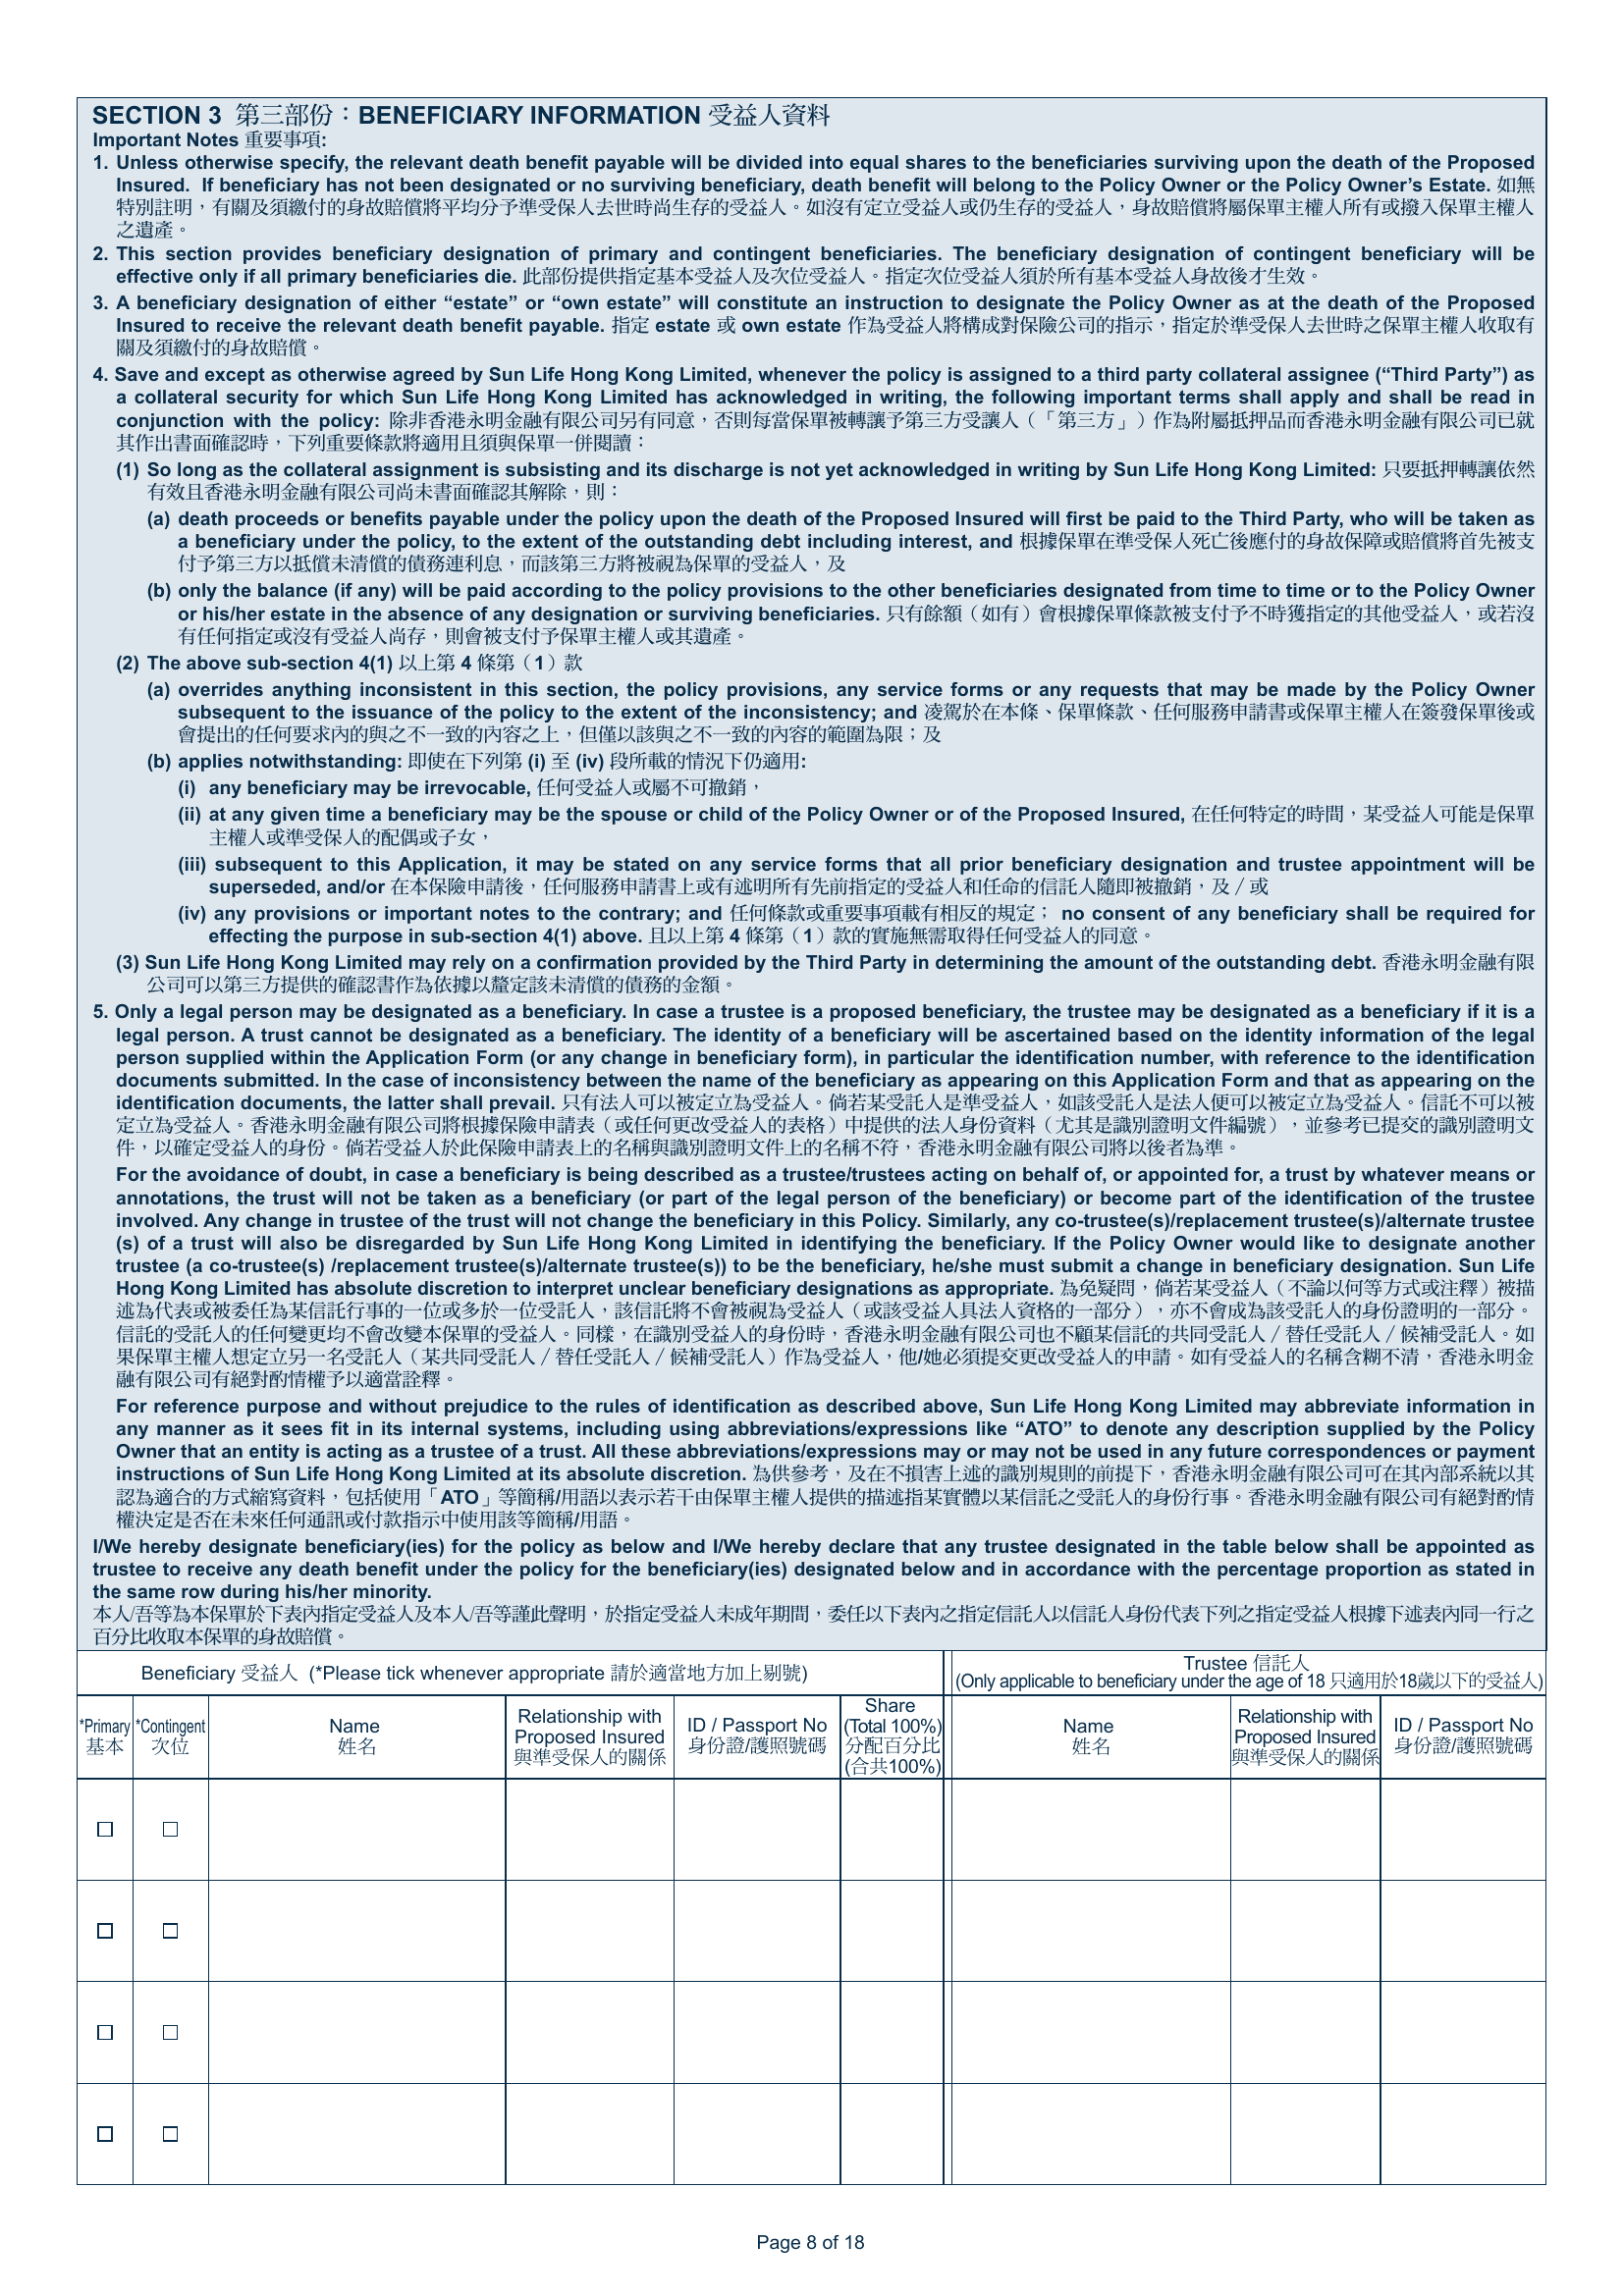 SECTION 3 第三部份：BENEFICIARY INFORMATION 受益人資料
Important Notes 重要事項:
1. Unless otherwise specify, the relevant death benefit payable will be divided into equal shares to the beneficiaries surviving upon the death of the Proposed
Insured. If beneficiary has not been designated or no surviving beneficiary, death benefit will belong to the Policy Owner or the Policy Owner's Estate. 如無
特別註明，有關及須繳付的身故賠償將平均分予準受保人去世時尚生存的受益人。如沒有定立受益人或仍生存的受益人，身故賠償將屬保單主權人所有或撥入保單主權人
之遺產。
2. This section provides beneficiary designation of primary and contingent beneficiaries. The beneficiary designation of contingent beneficiary will be
effective only if all primary beneficiaries die. 此部份提供指定基本受益人及次位受益人。指定次位受益人須於所有基本受益人身故後才生效。
3. A beneficiary designation of either “estate” or “own estate” will constitute an instruction to designate the Policy Owner as at the death of the Proposed
Insured to receive the relevant death benefit payable. 指定 estate 或 own estate 作為受益人將構成對保險公司的指示，指定於準受保人去世時之保單主權人收取有
關及須繳付的身故賠償。
4. Save and except as otherwise agreed by Sun Life Hong Kong Limited, whenever the policy is assigned to a third party collateral assignee (“Third Party”) as
a collateral security for which Sun Life Hong Kong Limited has acknowledged in writing, the following important terms shall apply and shall be read in
conjunction with the policy: 除非香港永明金融有限公司另有同意，否則每當保單被轉讓予第三方受讓人（「第三方」）作為附屬抵押品而香港永明金融有限公司已就
其作出書面確認時，下列重要條款將適用且須與保單一併閱讀：
(1) So long as the collateral assignment is subsisting and its discharge is not yet acknowledged in writing by Sun Life Hong Kong Limited: 只要抵押轉讓依然
有效且香港永明金融有限公司尚未書面確認其解除，則：
(a) death proceeds or benefits payable under the policy upon the death of the Proposed Insured will first be paid to the Third Party, who will be taken as
a beneficiary under the policy, to the extent of the outstanding debt including interest, and 根據保單在準受保人死亡後應付的身故保障或賠償將首先被支
付予第三方以抵償未清償的債務連利息，而該第三方將被視為保單的受益人，及
(b) only the balance (if any) will be paid according to the policy provisions to the other beneficiaries designated from time to time or to the Policy Owner
or his/her estate in the absence of any designation or surviving beneficiaries. 只有餘額（如有）會根據保單條款被支付予不時獲指定的其他受益人，或若沒
有任何指定或沒有受益人尚存，則會被支付予保單主權人或其遺產。
(2) The above sub-section 4(1) 以上第 4 條第（1）款
(a) overrides anything inconsistent in this section, the policy provisions, any service forms or any requests that may be made by the Policy Owner
subsequent to the issuance of the policy to the extent of the inconsistency; and 凌駕於在本條、保單條款、任何服務申請書或保單主權人在簽發保單後或
會提出的任何要求內的與之不一致的內容之上，但僅以該與之不一致的內容的範圍為限；及
(b) applies notwithstanding: 即使在下列第 (i) 至 (iv) 段所載的情況下仍適用:
(i) any beneficiary may be irrevocable, 任何受益人或屬不可撤銷，
(ii) at any given time a beneficiary may be the spouse or child of the Policy Owner or of the Proposed Insured, 在任何特定的時間，某受益人可能是保單
主權人或準受保人的配偶或子女，
(iii) subsequent to this Application, it may be stated on any service forms that all prior beneficiary designation and trustee appointment will be
superseded, and/or 在本保險申請後，任何服務申請書上或有述明所有先前指定的受益人和任命的信託人隨即被撤銷，及 / 或
(iv) any provisions or important notes to the contrary; and 任何條款或重要事項載有相反的規定； no consent of any beneficiary shall be required for
effecting the purpose in sub-section 4(1) above. 且以上第 4 條第（1）款的實施無需取得任何受益人的同意。
(3) Sun Life Hong Kong Limited may rely on a confirmation provided by the Third Party in determining the amount of the outstanding debt. 香港永明金融有限
公司可以第三方提供的確認書作為依據以釐定該未清償的債務的金額。
5. Only a legal person may be designated as a beneficiary. In case a trustee is a proposed beneficiary, the trustee may be designated as a beneficiary if it is a
legal person. A trust cannot be designated as a beneficiary. The identity of a beneficiary will be ascertained based on the identity information of the legal
person supplied within the Application Form (or any change in beneficiary form), in particular the identification number, with reference to the identification
documents submitted. In the case of inconsistency between the name of the beneficiary as appearing on this Application Form and that as appearing on the
identification documents, the latter shall prevail. 只有法人可以被定立為受益人。倘若某受託人是準受益人，如該受託人是法人便可以被定立為受益人。信託不可以被
定立為受益人。香港永明金融有限公司將根據保險申請表（或任何更改受益人的表格）中提供的法人身份資料（尤其是識別證明文件編號），並參考已提交的識別證明文
件，以確定受益人的身份。倘若受益人於此保險申請表上的名稱與識別證明文件上的名稱不符，香港永明金融有限公司將以後者為準。
For the avoidance of doubt, in case a beneficiary is being described as a trustee/trustees acting on behalf of, or appointed for, a trust by whatever means or
annotations, the trust will not be taken as a beneficiary (or part of the legal person of the beneficiary) or become part of the identification of the trustee
involved. Any change in trustee of the trust will not change the beneficiary in this Policy. Similarly, any co-trustee(s)/replacement trustee(s)/alternate trustee
(s) of a trust will also be disregarded by Sun Life Hong Kong Limited in identifying the beneficiary. If the Policy Owner would like to designate another
trustee (a co-trustee(s) /replacement trustee(s)/alternate trustee(s)) to be the beneficiary, he/she must submit a change in beneficiary designation. Sun Life
Hong Kong Limited has absolute discretion to interpret unclear beneficiary designations as appropriate. 為免疑問，倘若某受益人（不論以何等方式或注釋）被描
述為代表或被委任為某信託行事的一位或多於一位受託人，該信託將不會被視為受益人（或該受益人具法人資格的一部分），亦不會成為該受託人的身份證明的一部分。
信託的受託人的任何變更均不會改變本保單的受益人。同樣，在識別受益人的身份時，香港永明金融有限公司也不顧某信託的共同受託人 / 替任受託人 / 候補受託人。如
果保單主權人想定立另一名受託人（某共同受託人 / 替任受託人 / 候補受託人）作為受益人，他/她必須提交更改受益人的申請。如有受益人的名稱含糊不清，香港永明金
融有限公司有絕對酌情權予以適當詮釋。
For reference purpose and without prejudice to the rules of identification as described above, Sun Life Hong Kong Limited may abbreviate information in
any manner as it sees fit in its internal systems, including using abbreviations/expressions like “ATO” to denote any description supplied by the Policy
Owner that an entity is acting as a trustee of a trust. All these abbreviations/expressions may or may not be used in any future correspondences or payment
instructions of Sun Life Hong Kong Limited at its absolute discretion. 為供參考，及在不損害上述的識別規則的前提下，香港永明金融有限公司可在其內部系統以其
認為適合的方式縮寫資料，包括使用「ATO」等簡稱/用語以表示若干由保單主權人提供的描述指某實體以某信託之受託人的身份行事。香港永明金融有限公司有絕對酌情
權決定是否在未來任何通訊或付款指示中使用該等簡稱/用語。
I/We hereby designate beneficiary(ies) for the policy as below and I/We hereby declare that any trustee designated in the table below shall be appointed as
trustee to receive any death benefit under the policy for the beneficiary(ies) designated below and in accordance with the percentage proportion as stated in
the same row during his/her minority.
本人/吾等為本保單於下表內指定受益人及本人/吾等謹此聲明，於指定受益人未成年期間，委任以下表內之指定信託人以信託人身份代表下列之指定受益人根據下述表內同一行之
百分比收取本保單的身故賠償。
Beneficiary 受益人 (*Please tick whenever appropriate 請於適當地方加上剔號)
Trustee 信託人
(Only applicable to beneficiary under the age of 18 只適用於18歲以下的受益人)
*Primary
基本
*Contingent
次位
Name
姓名
Relationship with
Proposed Insured
與準受保人的關係
ID / Passport No
身份證/護照號碼
Share
(Total 100%)
分配百分比
(合共100%)
Name
姓名
Relationship with
Proposed Insured
與準受保人的關係
ID / Passport No
身份證/護照號碼
Page 8 of 18